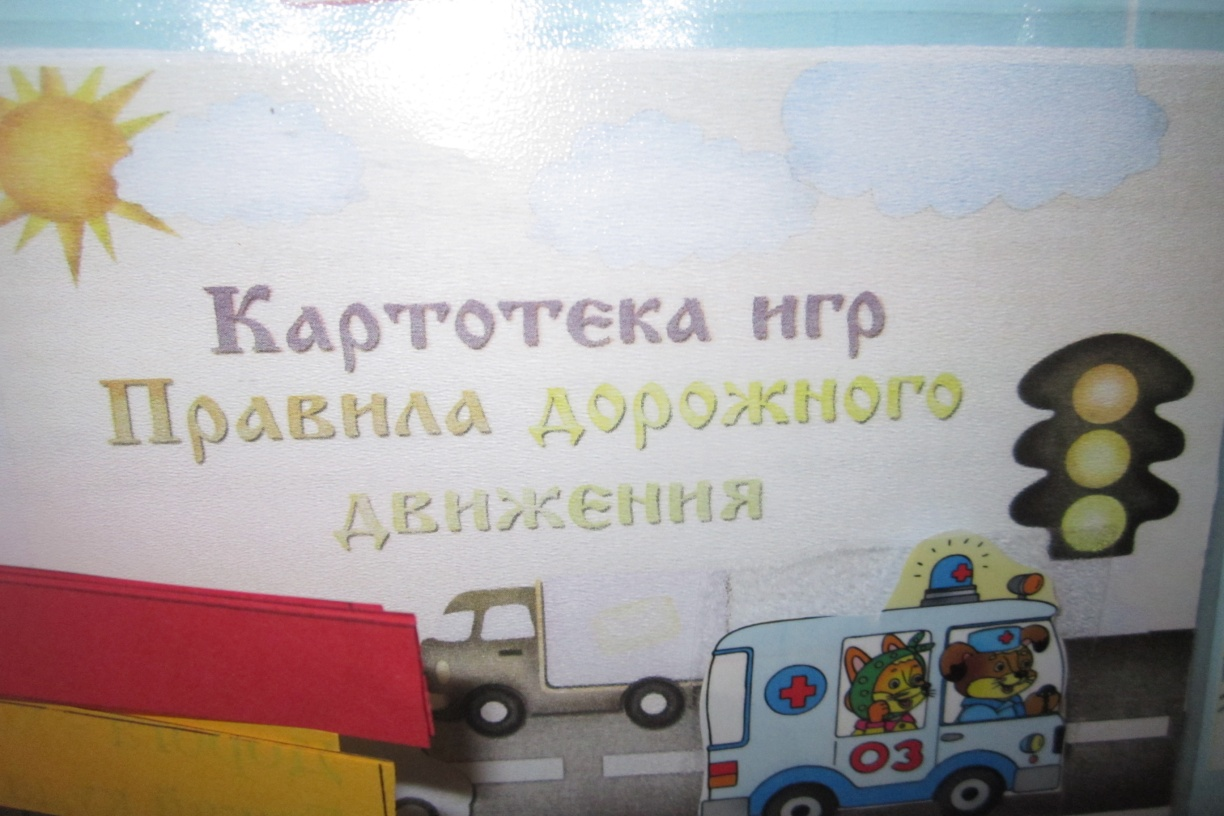 Картотека игр
Правила дорожного
движения
03